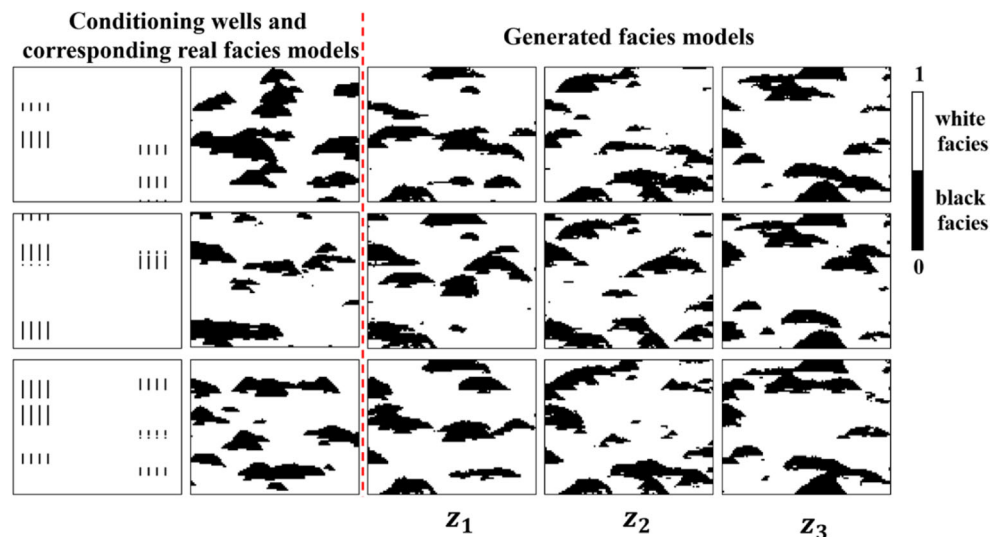 Conditioning wells and
corresponding real facies models
Generated facies models
1
white
facies
black
facies
0
z₁
z₂
z₃